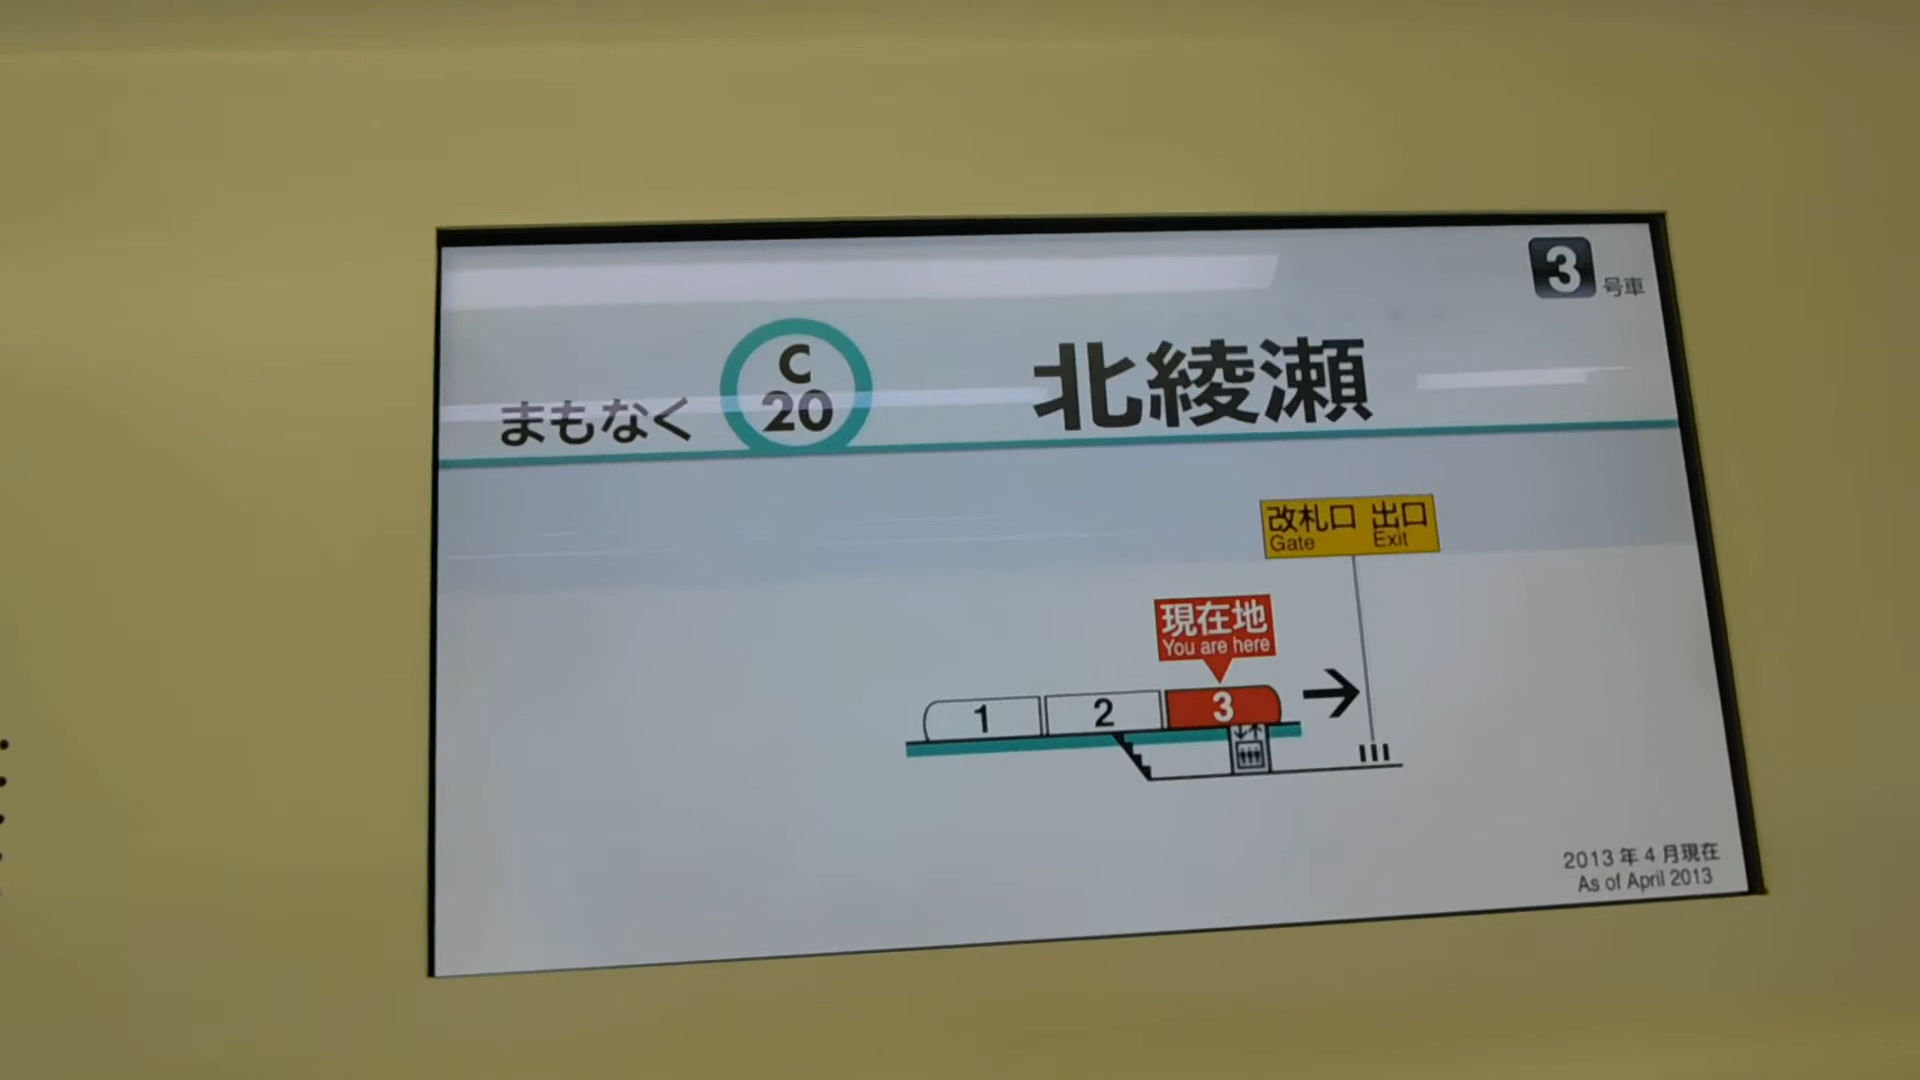 3 号車
まもなく C 20 北綾瀬
改札口 出口
Gate Exit
現在地
You are here
1 2 3
2013年4月現在
As of April 2013